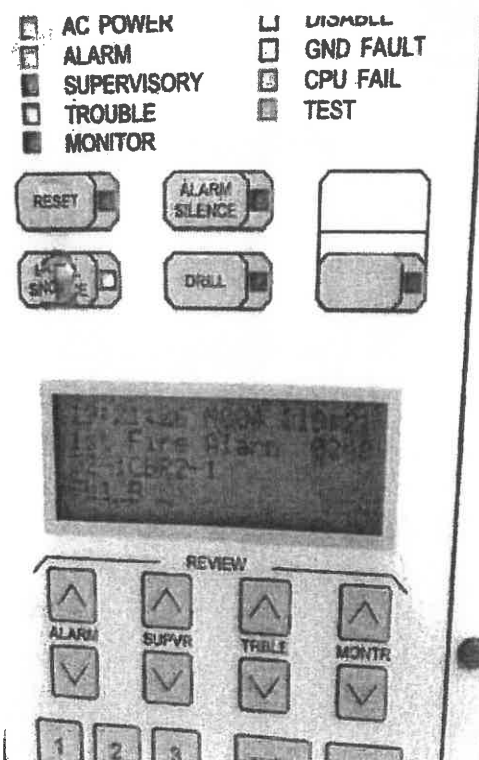 AC POWER
ALARM
SUPERVISORY
TROUBLE
MONITOR
DISABLE
GND FAULT
CPU FAIL
TEST
RESET
ALARM
SILENCE
DRILL
1st Fire Alarm
REVIEW
ALARM
SUPVR
TRBLE
MONTR
1
2
3